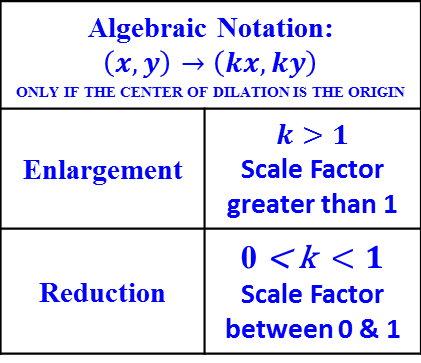 Algebraic Notation:
(x, y) → (kx, ky)
ONLY IF THE CENTER OF DILATION IS THE ORIGIN
Enlargement
k > 1
Scale Factor
greater than 1
Reduction
0 < k < 1
Scale Factor
between 0 & 1